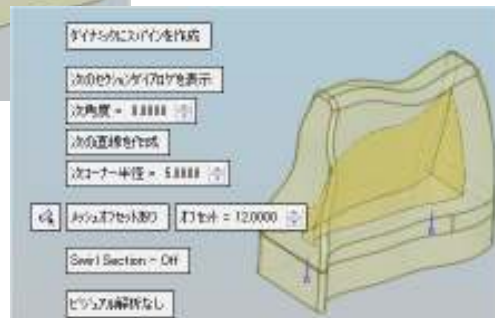 ダイナミックにスパインを作成
次のセクションダイアログを表示
次角度 = 0.0000
次の直線を作成
次コーナー半径 = 5.0000
メッシュオフセットあり オフセット = 12.0000
Swirl Section - Off
ビジュアル解析なし